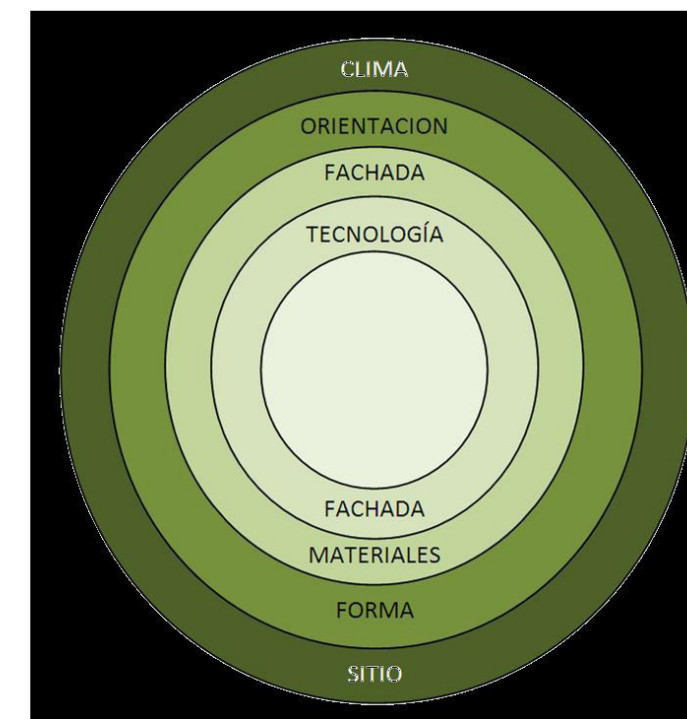 CLIMA
ORIENTACION
FACHADA
TECNOLOGÍA
FACHADA
MATERIALES
FORMA
SITIO